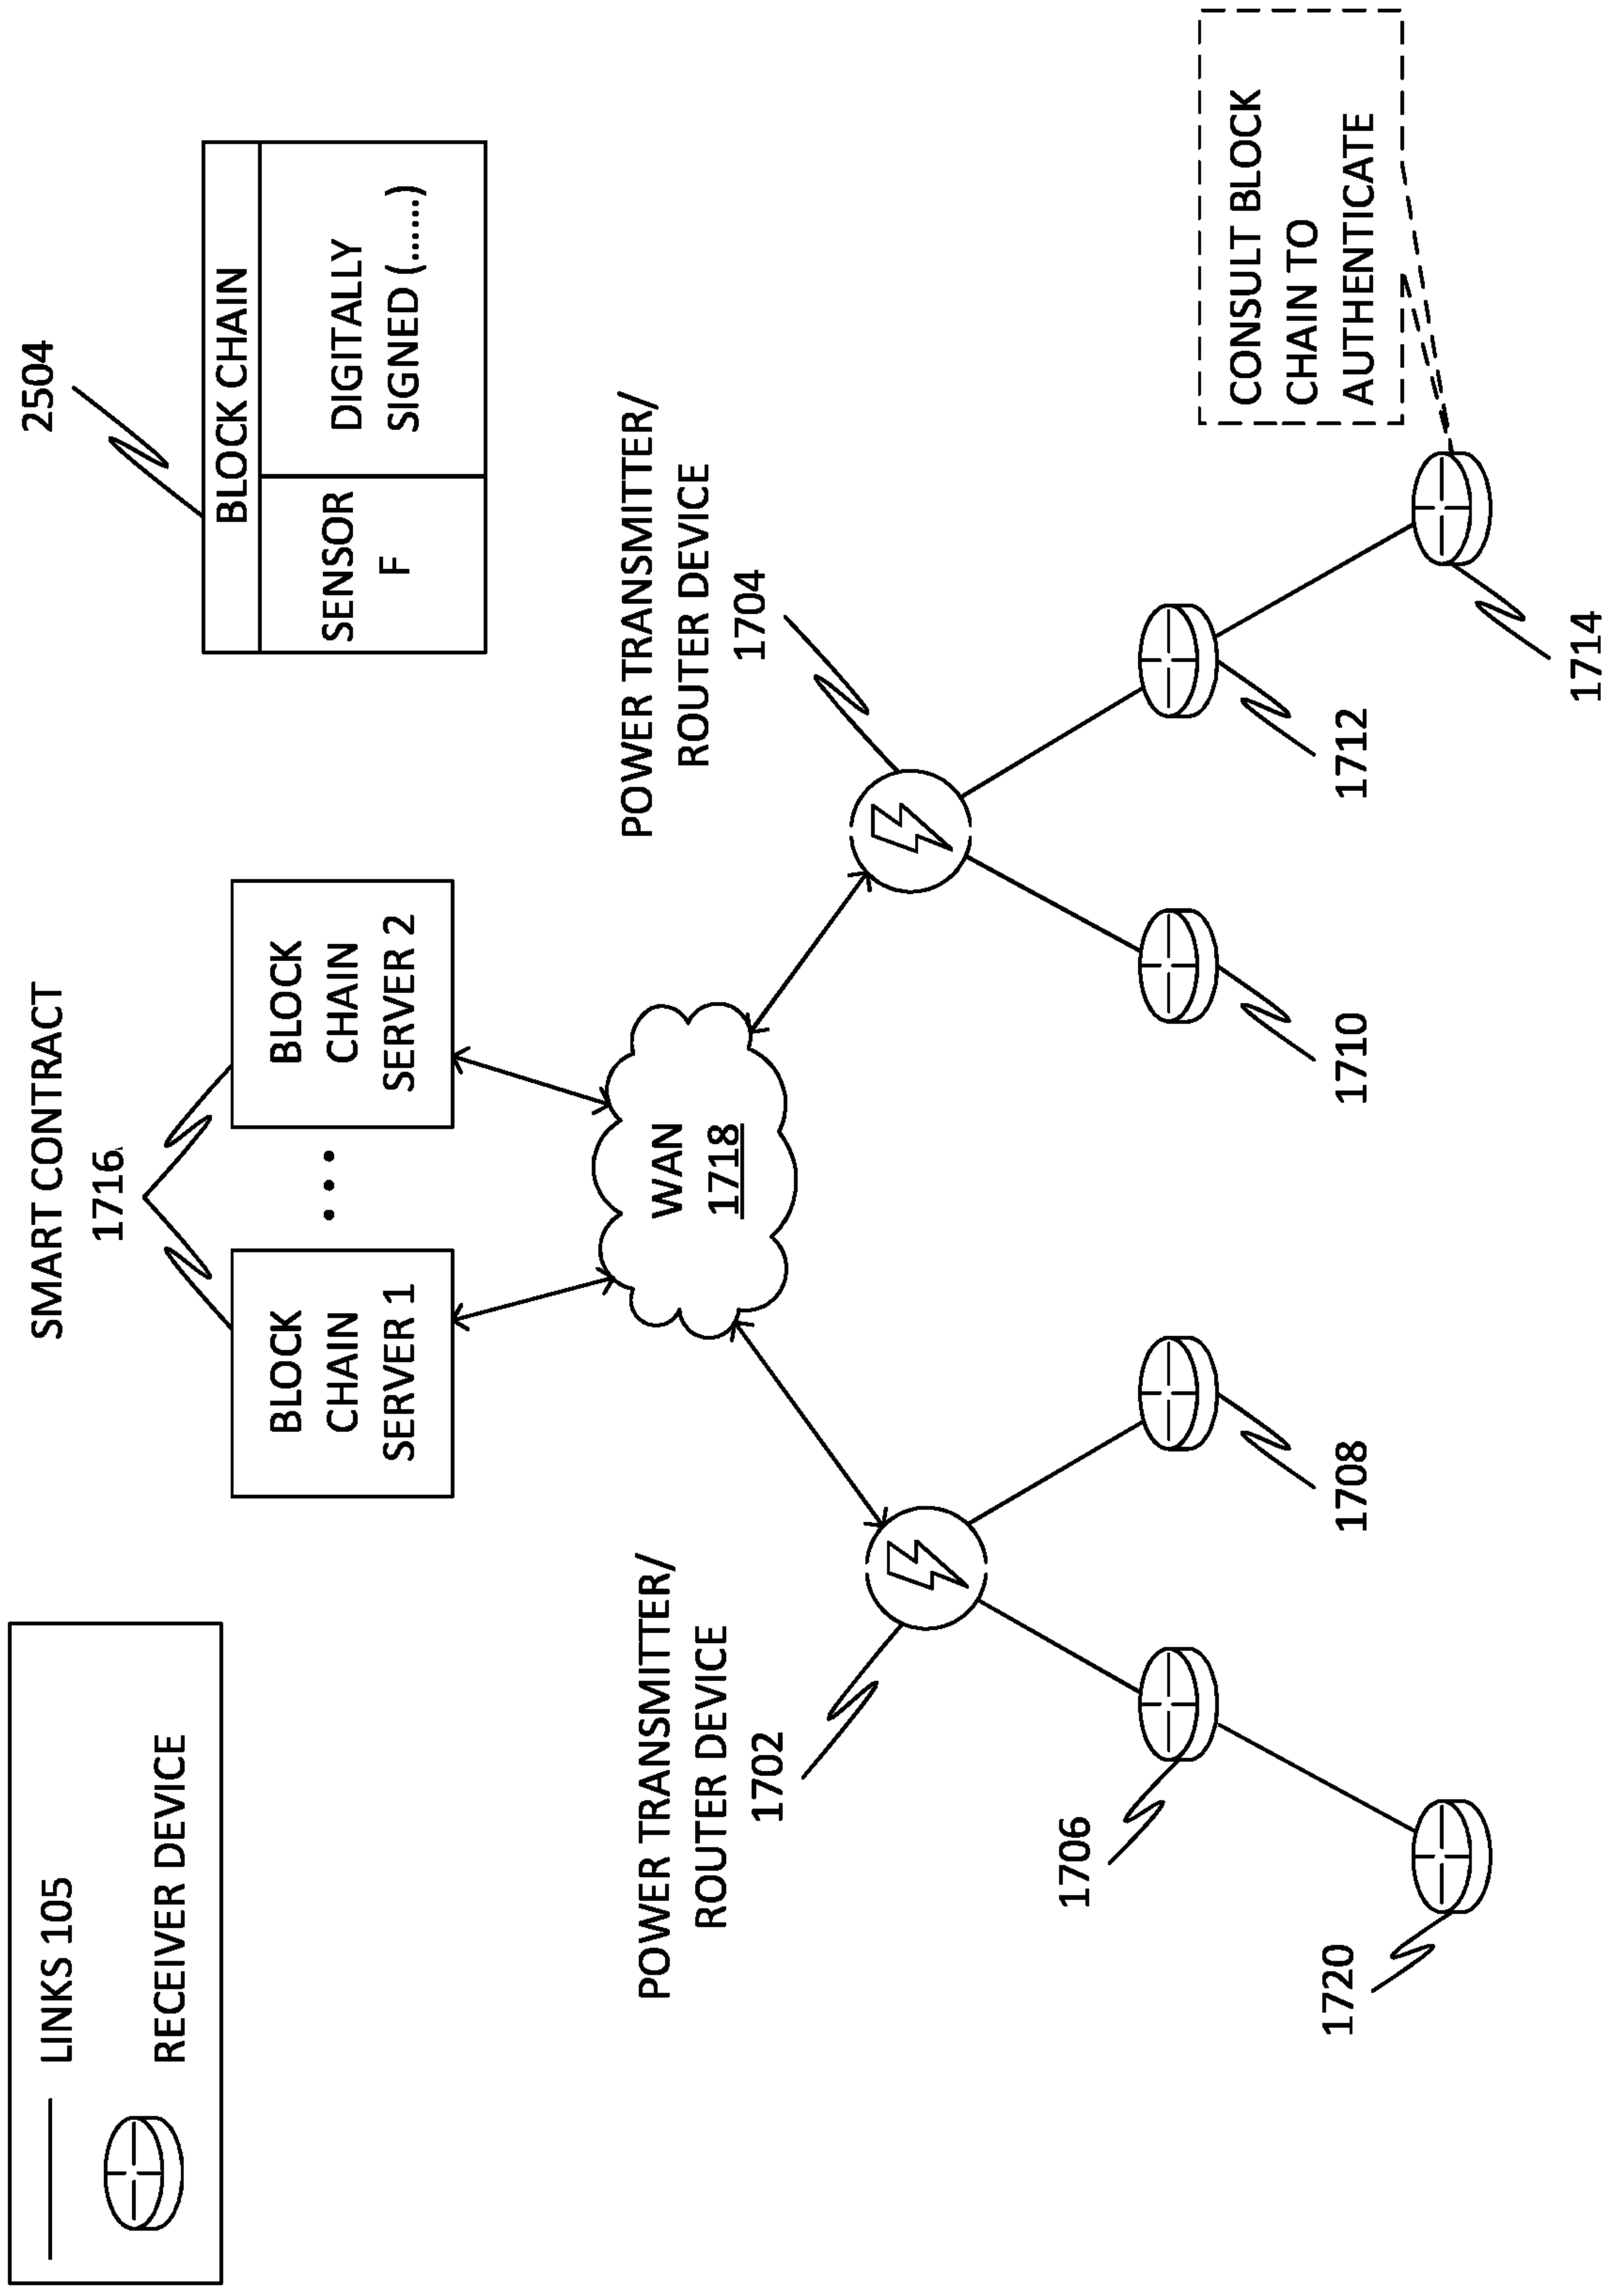 LINKS 105
RECEIVER DEVICE
SMART CONTRACT
1716
BLOCK
CHAIN
SERVER 1
...
BLOCK
CHAIN
SERVER 2
2504
BLOCK CHAIN
SENSOR
F
DIGITALLY
SIGNED (......)
WAN
1718
POWER TRANSMITTER/
ROUTER DEVICE
1702
POWER TRANSMITTER/
ROUTER DEVICE
1704
1706
1708
1710
1712
1720
1714
CONSULT BLOCK
CHAIN TO
AUTHENTICATE